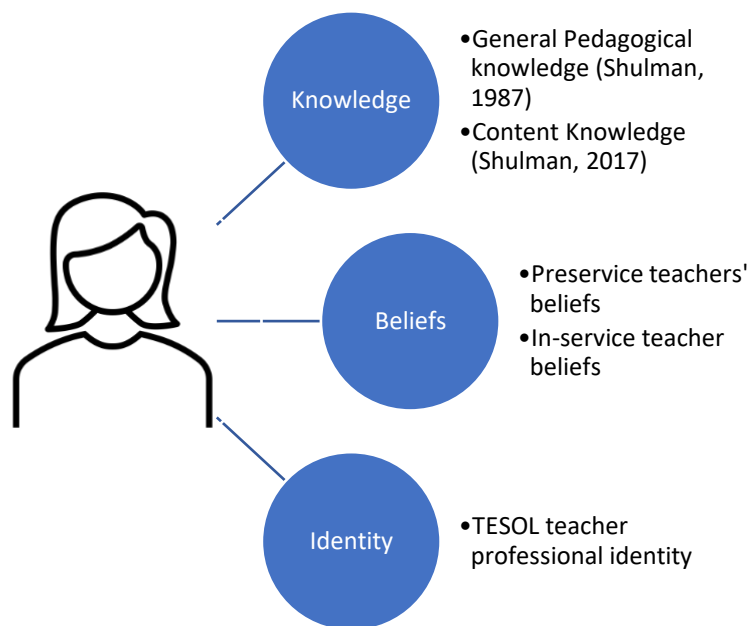 Knowledge
•General Pedagogical
knowledge (Shulman,
1987)
•Content Knowledge
(Shulman, 2017)
Beliefs
•Preservice teachers'
beliefs
•In-service teacher
beliefs
Identity
•TESOL teacher
professional identity